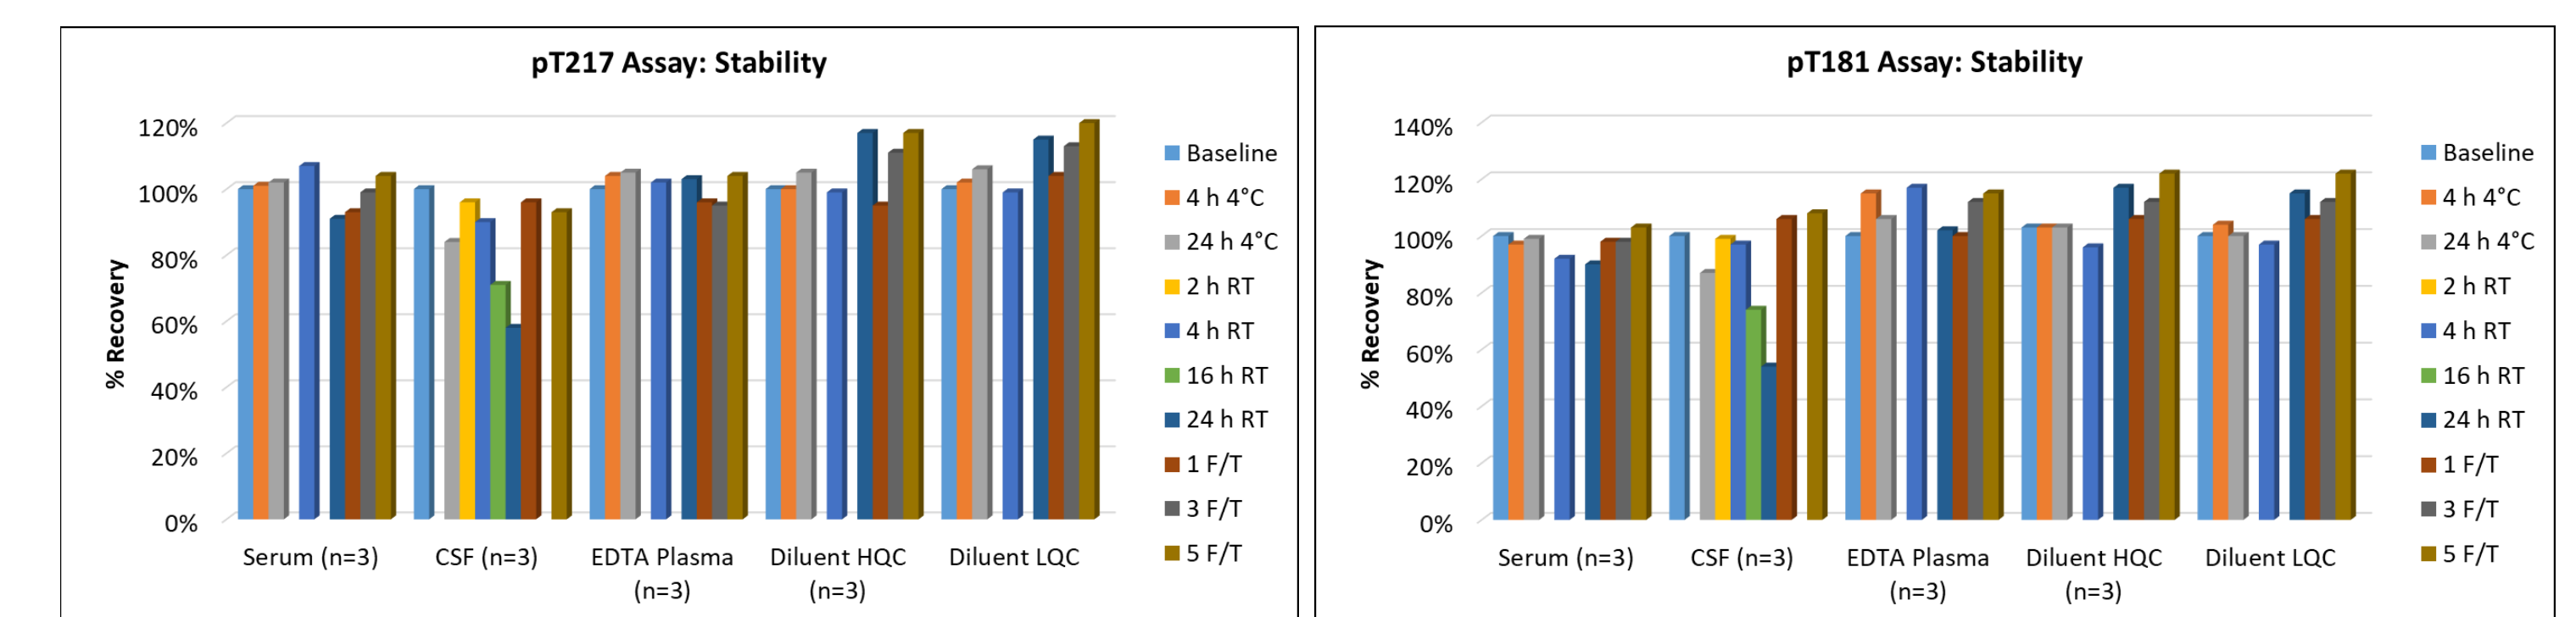 pT217 Assay: Stability
% Recovery
120%
100%
80%
60%
40%
20%
0%
Serum (n=3)
CSF (n=3)
EDTA Plasma
(n=3)
Diluent HQC
(n=3)
Diluent LQC
Baseline
4 h 4°C
24 h 4°C
2 h RT
4 h RT
16 h RT
24 h RT
1 F/T
3 F/T
5 F/T
pT181 Assay: Stability
% Recovery
140%
120%
100%
80%
60%
40%
20%
0%
Serum (n=3)
CSF (n=3)
EDTA Plasma
(n=3)
Diluent HQC
(n=3)
Diluent LQC
Baseline
4 h 4°C
24 h 4°C
2 h RT
4 h RT
16 h RT
24 h RT
1 F/T
3 F/T
5 F/T